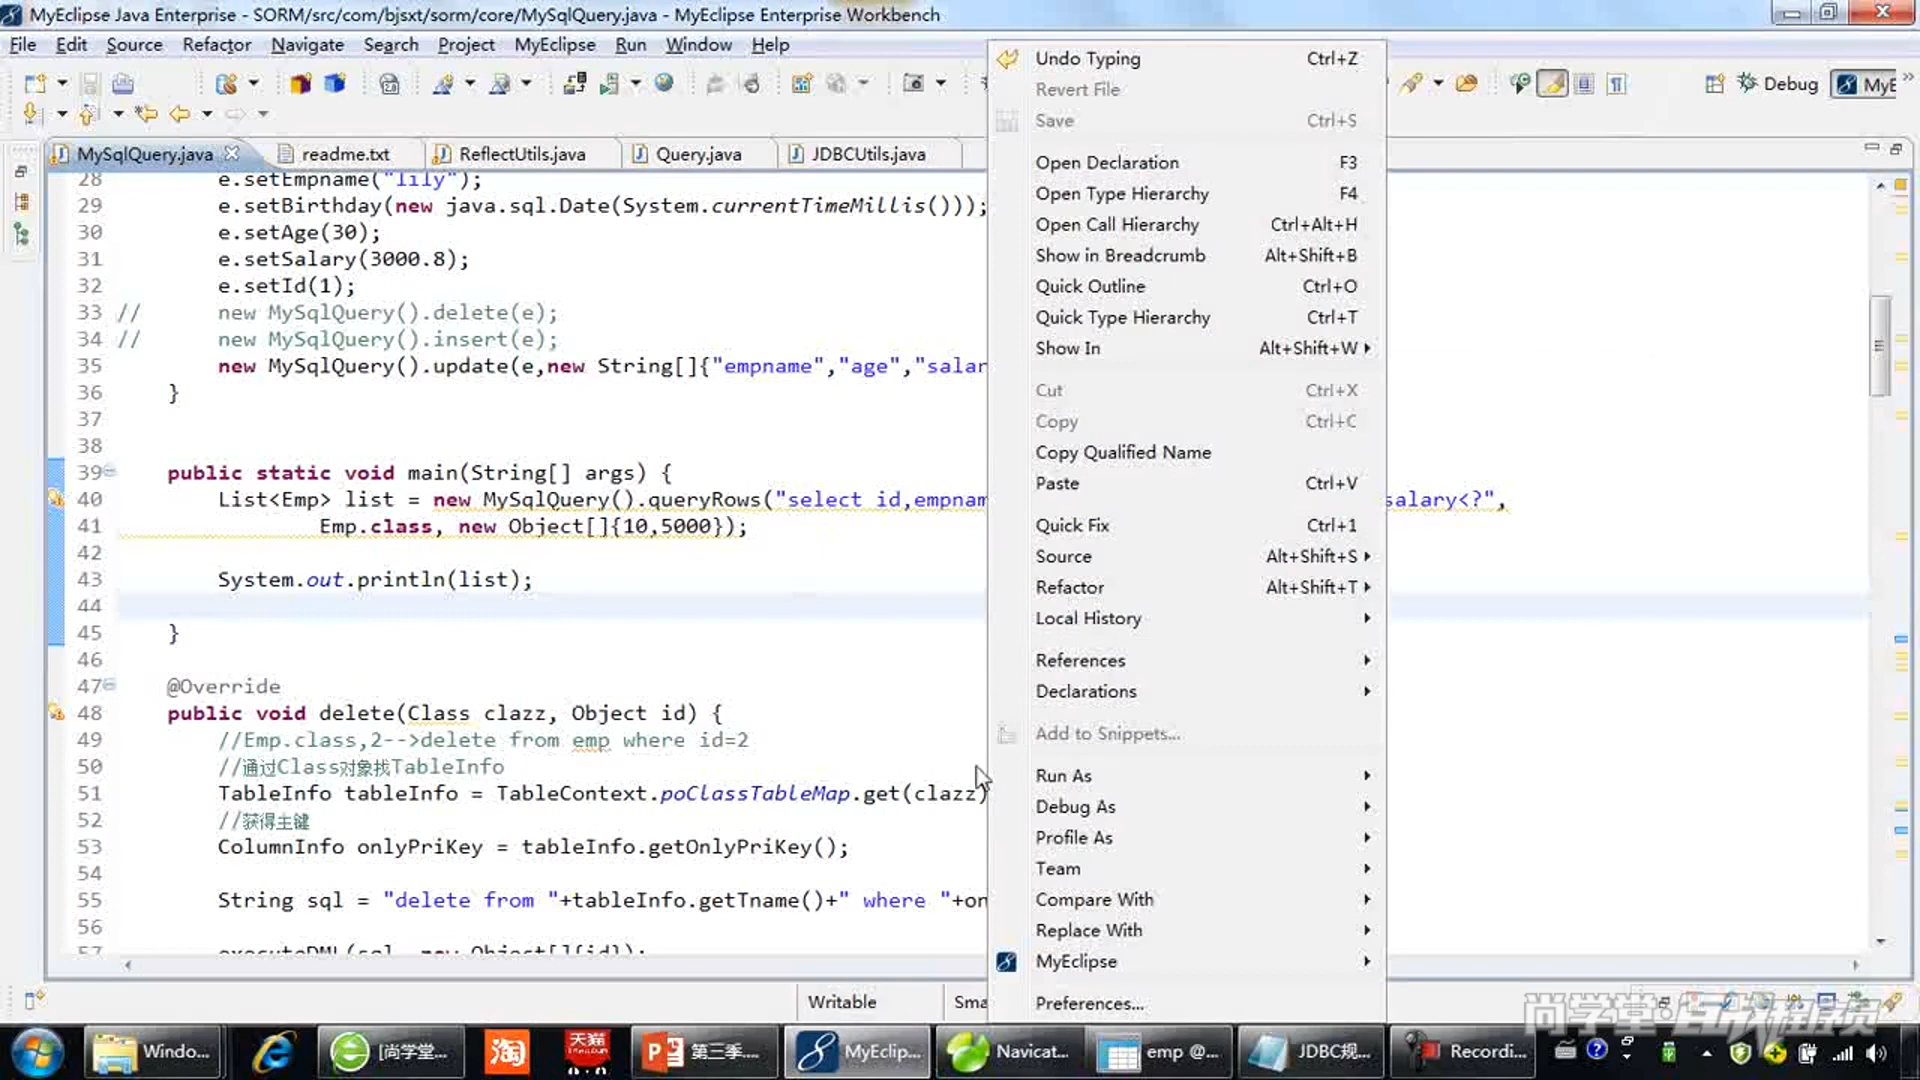 MyEclipse Java Enterprise - SORM/src/com/bjsxt/sorm/core/MySqlQuery.java - MyEclipse Enterprise Workbench
File Edit Source Refactor Navigate Search Project MyEclipse Run Window Help
Debug MyE
MySqlQuery.java readme.txt ReflectUtils.java Query.java JDBCUtils.java
28 e.setEmpname("lily");
29 e.setBirthday(new java.sql.Date(System.currentTimeMillis()));
30 e.setAge(30);
31 e.setSalary(3000.8);
32 e.setId(1);
33 // new MySqlQuery().delete(e);
34 // new MySqlQuery().insert(e);
35 new MySqlQuery().update(e,new String[]{"empname","age","salar
36 }
37
38
39 public static void main(String[] args) {
40 List<Emp> list = new MySqlQuery().queryRows("select id,empnam salary<?",
41 Emp.class, new Object[]{10,5000});
42
43 System.out.println(list);
44
45 }
46
47 @Override
48 public void delete(Class clazz, Object id) {
49 //Emp.class,2-->delete from emp where id=2
50 //通过Class对象找TableInfo
51 TableInfo tableInfo = TableContext.poClassTableMap.get(clazz)
52 //获得主键
53 ColumnInfo onlyPriKey = tableInfo.getOnlyPriKey();
54
55 String sql = "delete from "+tableInfo.getTname()+" where "+on
56
57 executeDML(sql, new Object[]{id});
Undo Typing Ctrl+Z
Revert File
Save Ctrl+S
Open Declaration F3
Open Type Hierarchy F4
Open Call Hierarchy Ctrl+Alt+H
Show in Breadcrumb Alt+Shift+B
Quick Outline Ctrl+O
Quick Type Hierarchy Ctrl+T
Show In Alt+Shift+W
Cut Ctrl+X
Copy Ctrl+C
Copy Qualified Name
Paste Ctrl+V
Quick Fix Ctrl+1
Source Alt+Shift+S
Refactor Alt+Shift+T
Local History
References
Declarations
Add to Snippets...
Run As
Debug As
Profile As
Team
Compare With
Replace With
MyEclipse
Preferences...
Writable Sma
尚学堂
Windo... [尚学堂... 淘 天猫 第三季.... MyEclip... Navicat... emp @... JDBC规... Recordi...